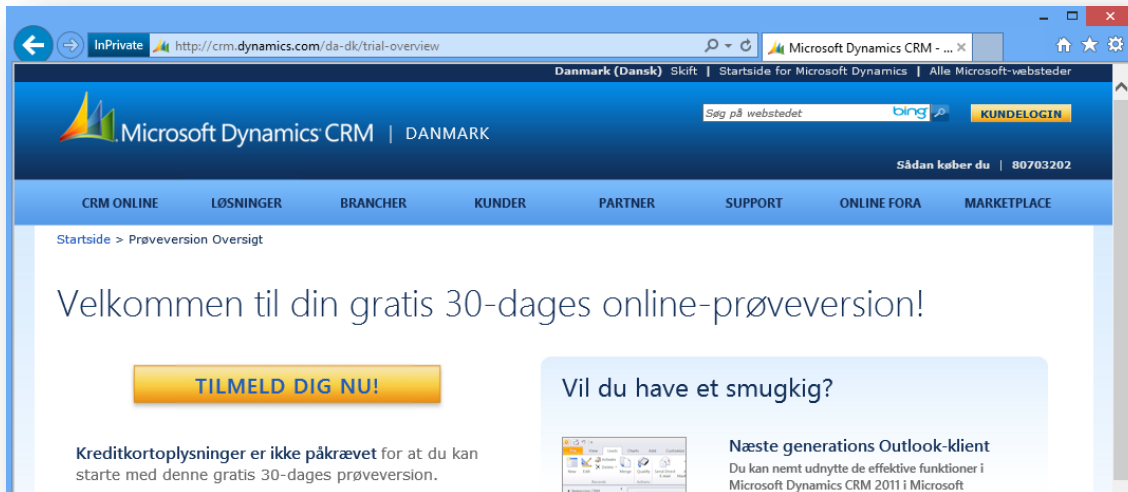 InPrivate http://crm.dynamics.com/da-dk/trial-overview Microsoft Dynamics CRM - ...
Danmark (Dansk) Skift | Startside for Microsoft Dynamics | Alle Microsoft-websteder
Microsoft Dynamics CRM | DANMARK
Søg på webstedet bing KUNDELOGIN
Sådan køber du | 80703202
CRM ONLINE LØSNINGER BRANCHER KUNDER PARTNER SUPPORT ONLINE FORA MARKETPLACE
Startside > Prøveversion Oversigt
Velkommen til din gratis 30-dages online-prøveversion!
TILMELD DIG NU!
Kreditkortoplysninger er ikke påkrævet for at du kan
starte med denne gratis 30-dages prøveversion.
Vil du have et smugkig?
Næste generations Outlook-klient
Du kan nemt udnytte de effektive funktioner i
Microsoft Dynamics CRM 2011 i Microsoft